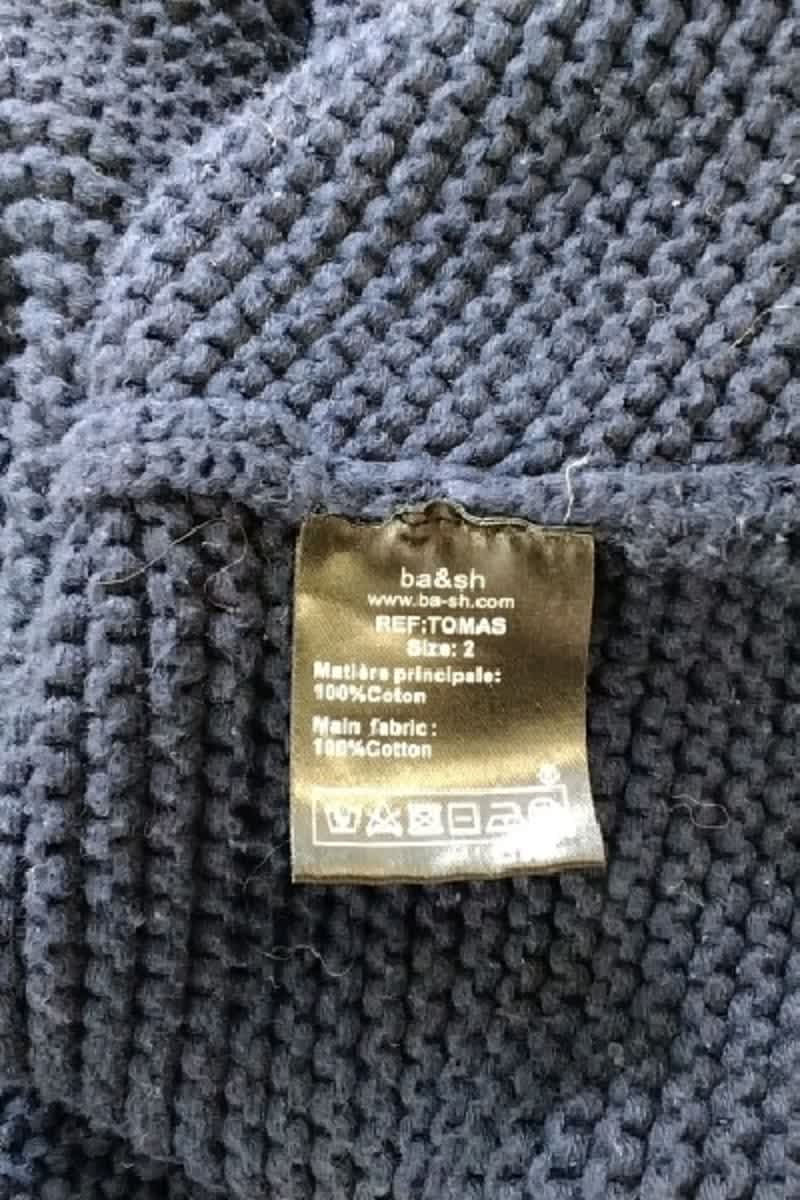 ba&sh
www.ba-sh.com
REF:TOMAS
Size: 2
Matière principale:
100%Coton
Main fabric:
100%Cotton